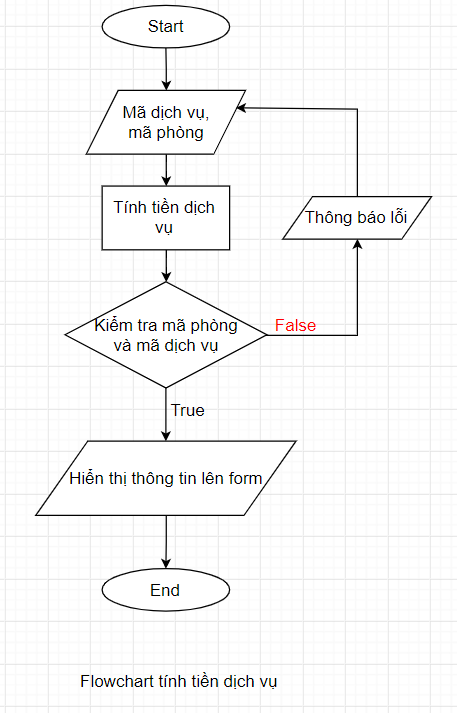 Start
Mã dịch vụ,
mã phòng
Tính tiền dịch
vụ
Thông báo lỗi
Kiểm tra mã phòng
và mã dịch vụ
False
True
Hiển thị thông tin lên form
End
Flowchart tính tiền dịch vụ